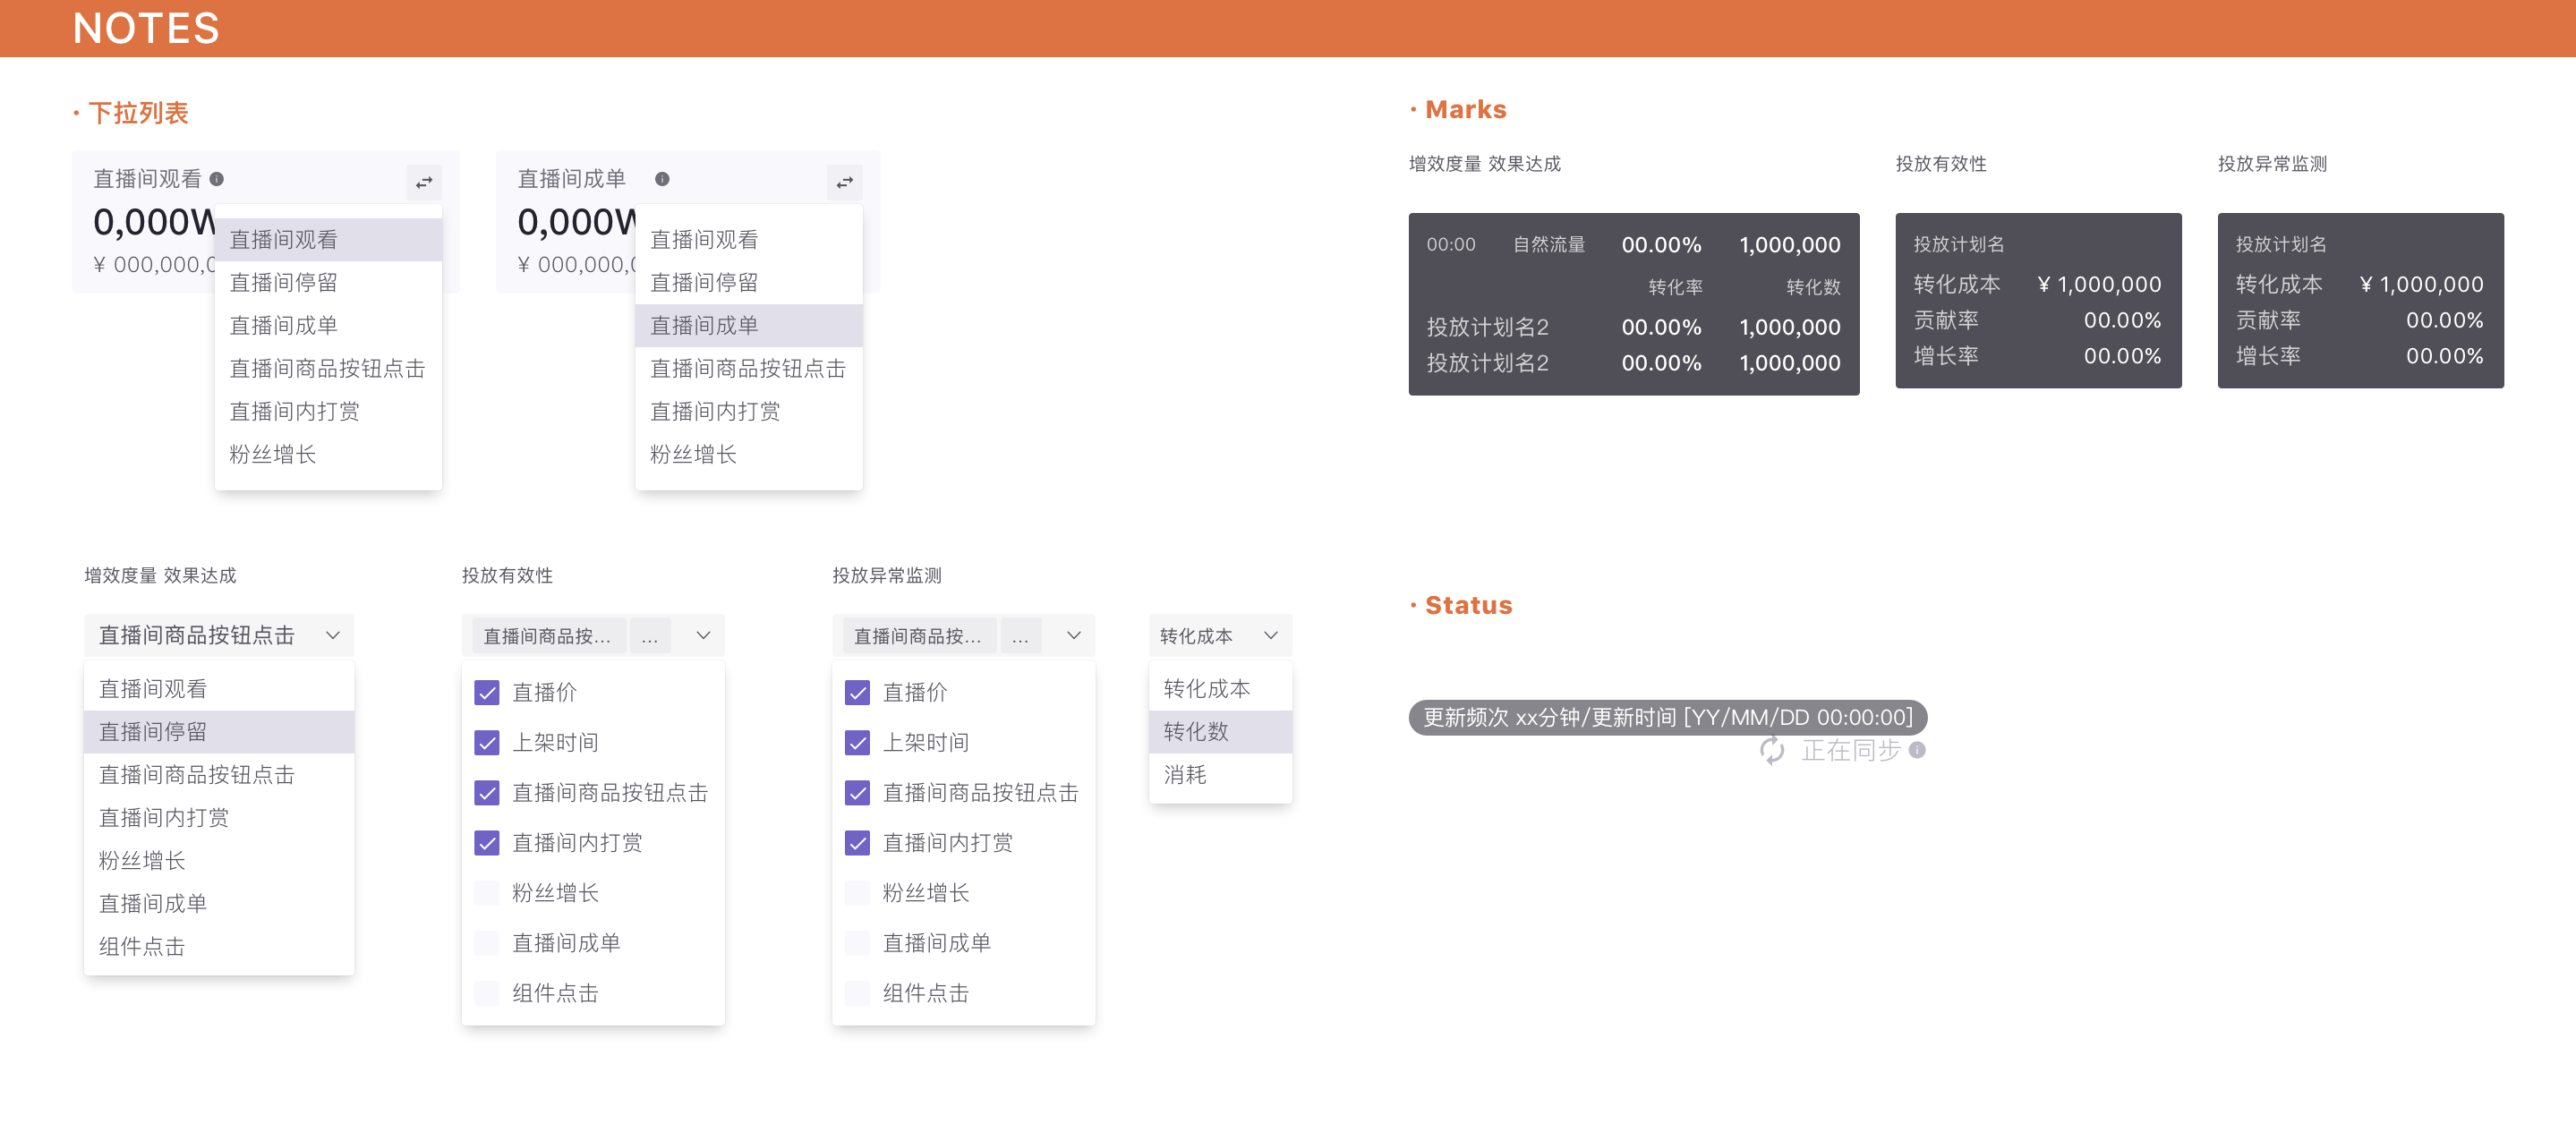 NOTES
· 下拉列表
直播间观看
0,000W
¥ 000,000,0
直播间观看
直播间停留
直播间成单
直播间商品按钮点击
直播间内打赏
粉丝增长
直播间成单
0,000W
¥ 000,000,0
直播间观看
直播间停留
直播间成单
直播间商品按钮点击
直播间内打赏
粉丝增长
增效度量 效果达成
直播间商品按钮点击
直播间观看
直播间停留
直播间商品按钮点击
直播间内打赏
粉丝增长
直播间成单
组件点击
投放有效性
直播间商品按... ...
直播价
上架时间
直播间商品按钮点击
直播间内打赏
粉丝增长
直播间成单
组件点击
投放异常监测
直播间商品按... ...
直播价
上架时间
直播间商品按钮点击
直播间内打赏
粉丝增长
直播间成单
组件点击
转化成本
转化成本
转化数
消耗
· Marks
增效度量 效果达成
00:00 自然流量 00.00% 1,000,000
转化率 转化数
投放计划名2 00.00% 1,000,000
投放计划名2 00.00% 1,000,000
投放有效性
投放计划名
转化成本 ¥ 1,000,000
贡献率 00.00%
增长率 00.00%
投放异常监测
投放计划名
转化成本 ¥ 1,000,000
贡献率 00.00%
增长率 00.00%
· Status
更新频次 xx分钟/更新时间 [YY/MM/DD 00:00:00]
正在同步